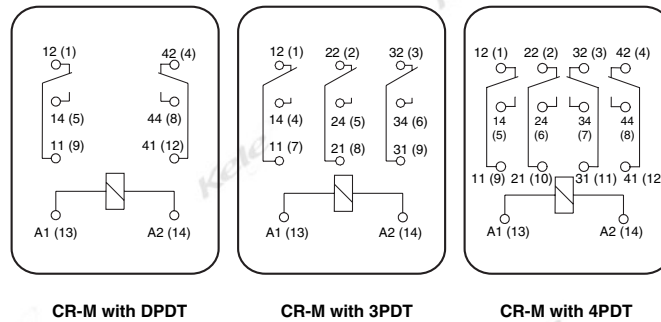 12 (1) 42 (4)
14 (5) 44 (8)
11 (9) 41 (12)
A1 (13) A2 (14)
CR-M with DPDT
12 (1) 22 (2) 32 (3)
14 (4) 24 (5) 34 (6)
11 (7) 21 (8) 31 (9)
A1 (13) A2 (14)
CR-M with 3PDT
12 (1) 22 (2) 32 (3) 42 (4)
14 24 34 44
(5) (6) (7) (8)
11 (9) 21 (10) 31 (11) 41 (12
A1 (13) A2 (14)
CR-M with 4PDT
Kele